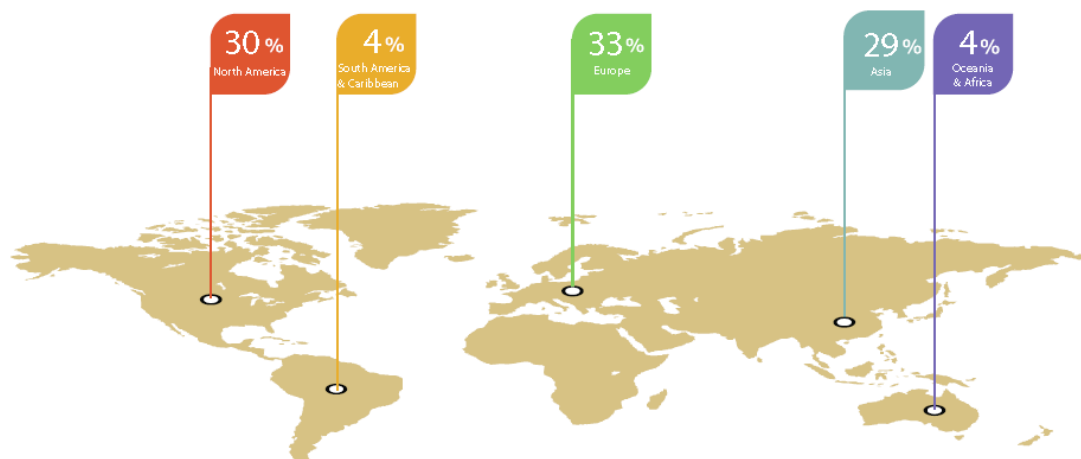 30 %
North America
4 %
South America
& Caribbean
33 %
Europe
29 %
Asia
4 %
Oceania
& Africa